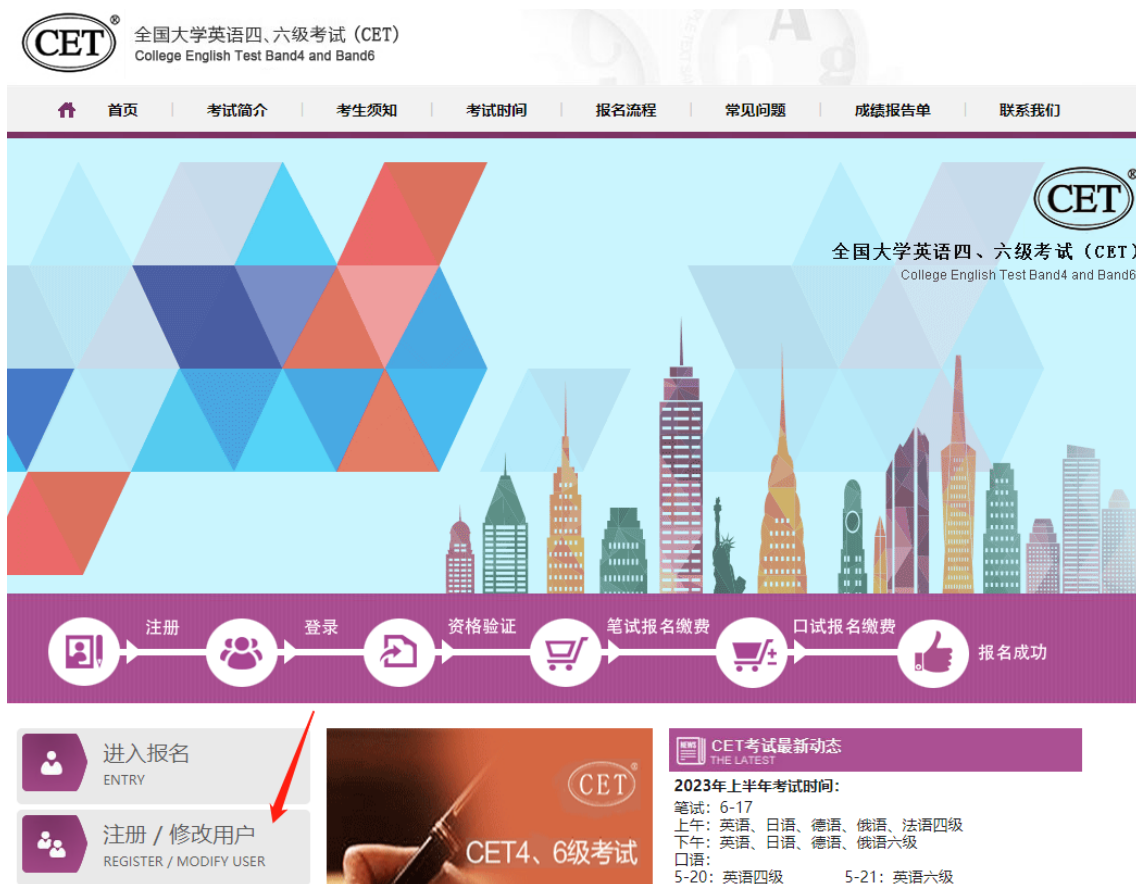 CET®
全国大学英语四、六级考试（CET）
College English Test Band4 and Band6
首页 考试简介 考生须知 考试时间 报名流程 常见问题 成绩报告单 联系我们
CET®
全国大学英语四、六级考试（CET）
College English Test Band4 and Band6
注册 登录 资格验证 笔试报名缴费 口试报名缴费 报名成功
进入报名
ENTRY
注册 / 修改用户
REGISTER / MODIFY USER
CET®
CET4、6级考试
NEWS
CET考试最新动态
THE LATEST
2023年上半年考试时间：
笔试：6-17
上午：英语、日语、德语、俄语、法语四级
下午：英语、日语、德语、俄语六级
口语：
5-20：英语四级 5-21：英语六级